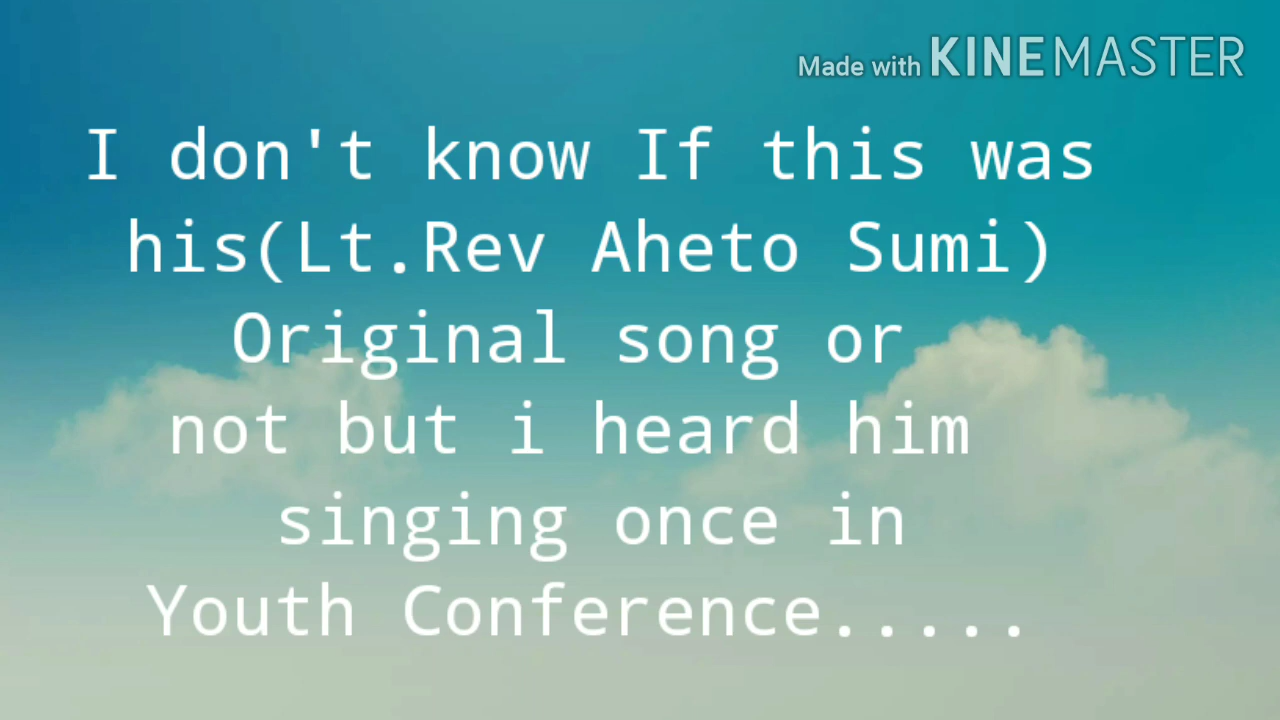 Made with KINEMASTER
I don't know If this was
his(Lt.Rev Aheto Sumi)
Original song or
not but i heard him
singing once in
Youth Conference.....